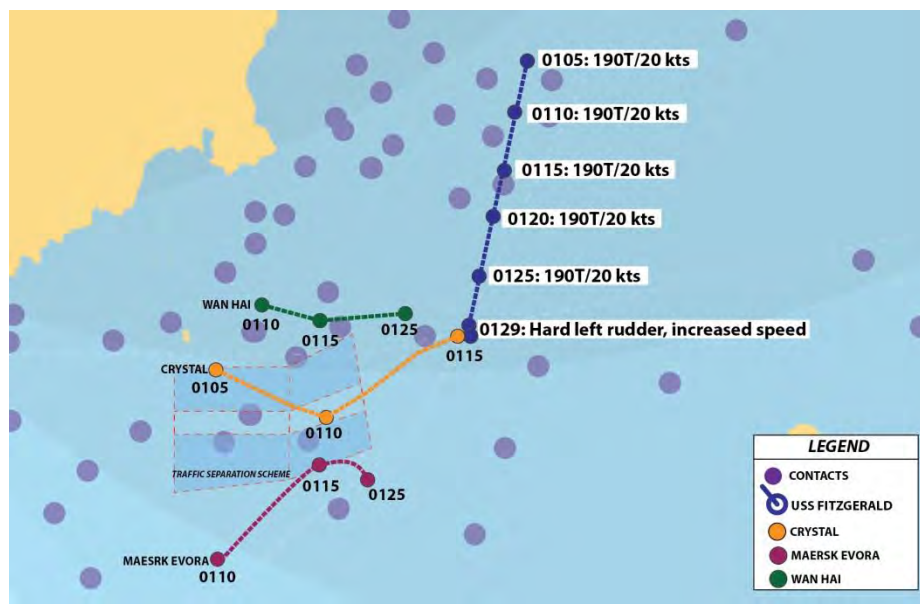 0105: 190T/20 kts
0110: 190T/20 kts
0115: 190T/20 kts
0120: 190T/20 kts
0125: 190T/20 kts
WAN HAI
0110
0115
0125
0129: Hard left rudder, increased speed
0115
CRYSTAL
0105
0110
TRAFFIC SEPARATION SCHEME
0115
0125
MAESRK EVORA
0110
LEGEND
CONTACTS
USS FITZGERALD
CRYSTAL
MAERSK EVORA
WAN HAI